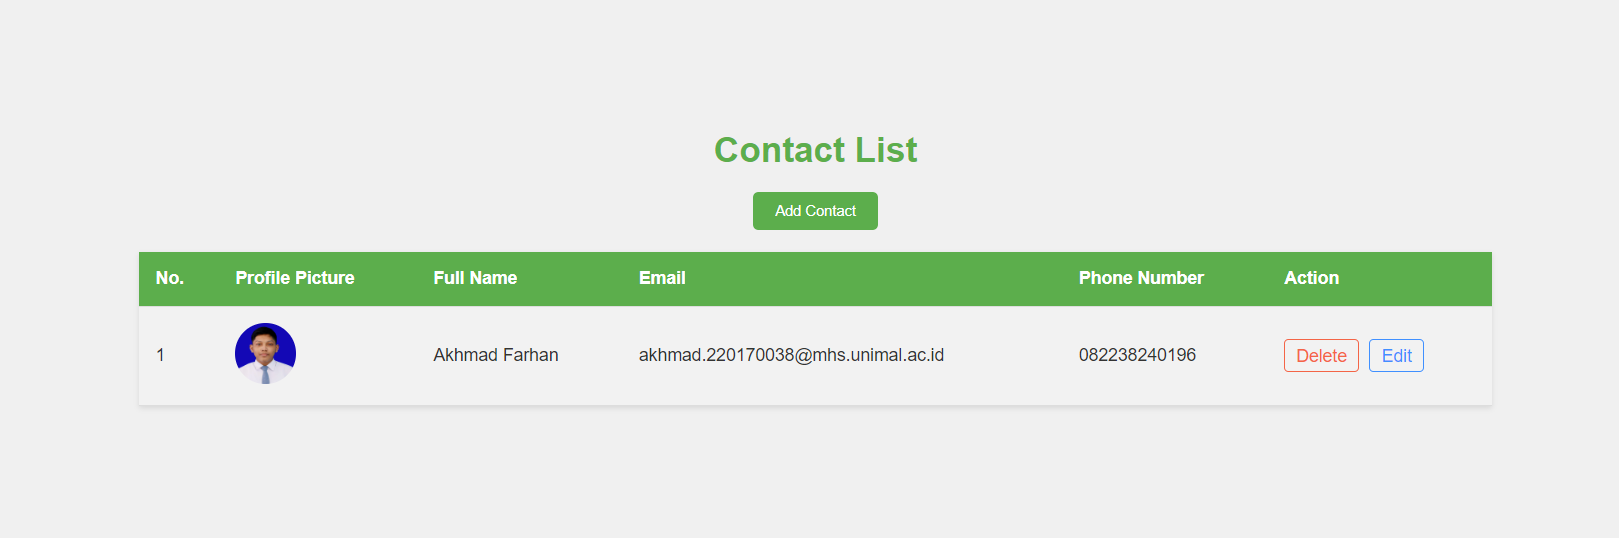 Contact List
Add Contact
No. Profile Picture Full Name Email Phone Number Action
1 Akhmad Farhan akhmad.220170038@mhs.unimal.ac.id 082238240196 Delete Edit